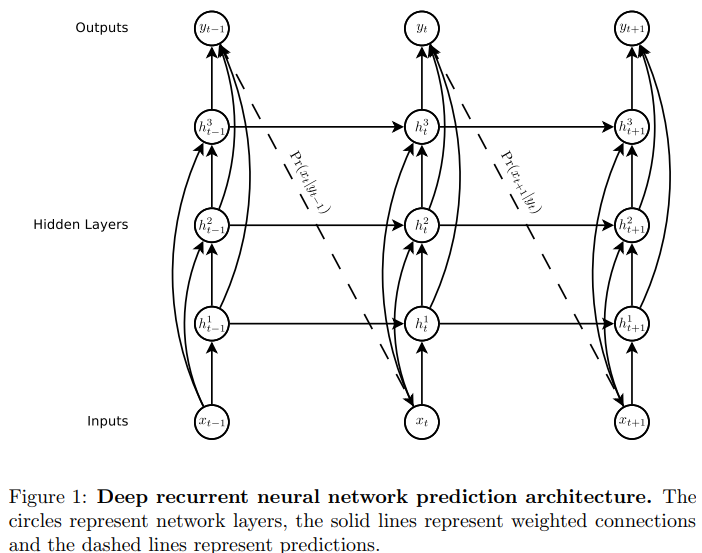 Outputs
y_{t−1} y_t y_{t+1}
h^3_{t−1} h^3_t h^3_{t+1}
Pr(x_t|y_{t−1}) Pr(x_{t+1}|y_t)
Hidden Layers
h^2_{t−1} h^2_t h^2_{t+1}
h^1_{t−1} h^1_t h^1_{t+1}
Inputs
x_{t−1} x_t x_{t+1}
Figure 1: Deep recurrent neural network prediction architecture. The
circles represent network layers, the solid lines represent weighted connections
and the dashed lines represent predictions.